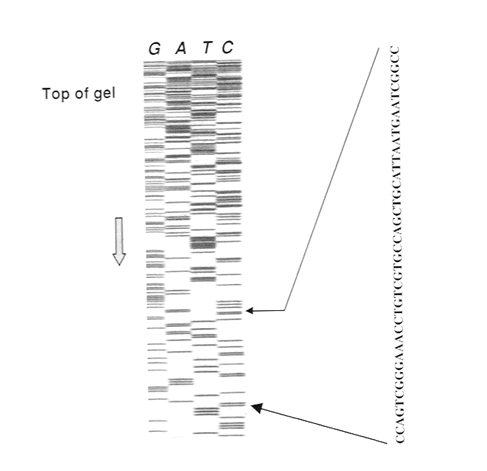 G A T C
Top of gel
CCAGTCGGGAAACCTGTCGTGCCAGCTGCATTAATGAATCGGCC